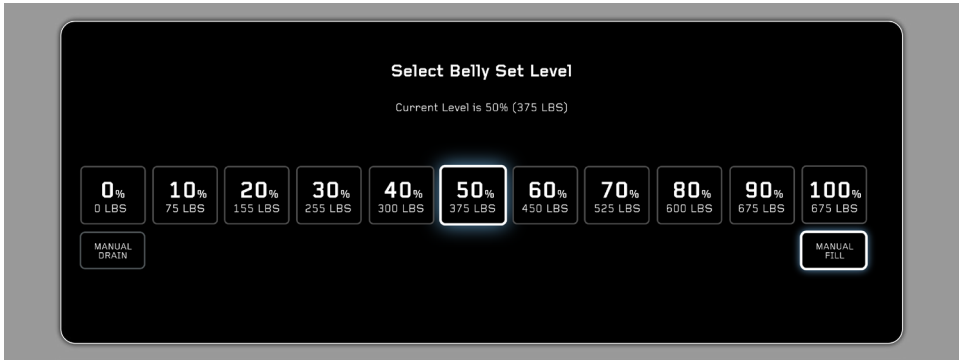 Select Belly Set Level
Current Level is 50% (375 LBS)
0% 10% 20% 30% 40% 50% 60% 70% 80% 90% 100%
0 LBS 75 LBS 155 LBS 255 LBS 300 LBS 375 LBS 450 LBS 525 LBS 600 LBS 675 LBS 675 LBS
MANUAL MANUAL
DRAIN FILL